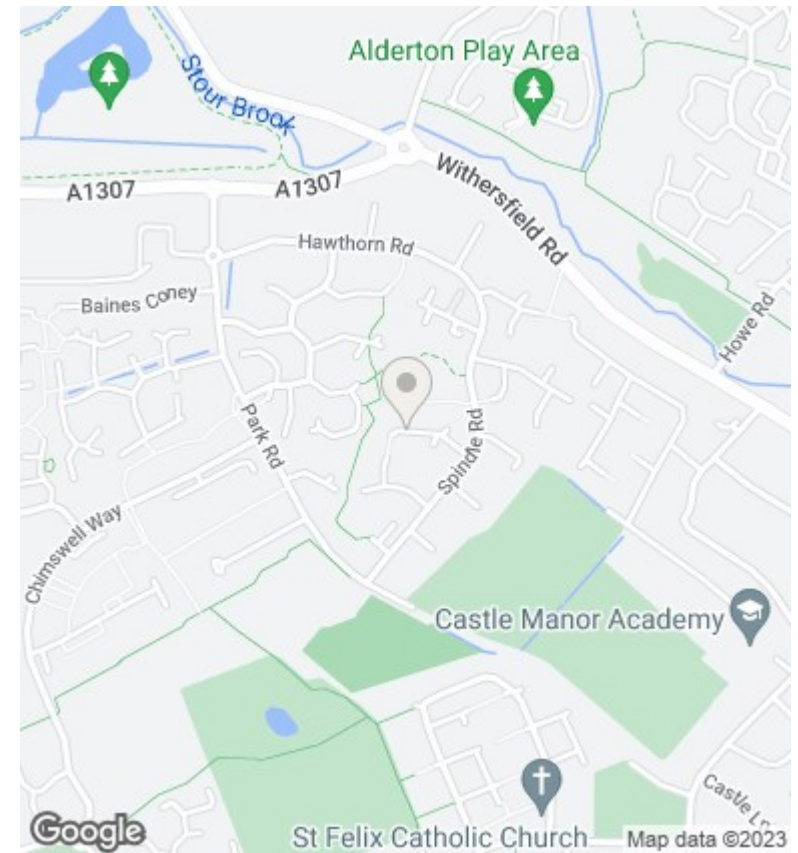 Alderton Play Area
Stour Brook
A1307
A1307
Withersfield Rd
Hawthorn Rd
Baines Coney
Howe Rd
Park Rd
Spindle Rd
Chimswell Way
Castle Manor Academy
Castle Ln
St Felix Catholic Church
Google
Map data ©2023